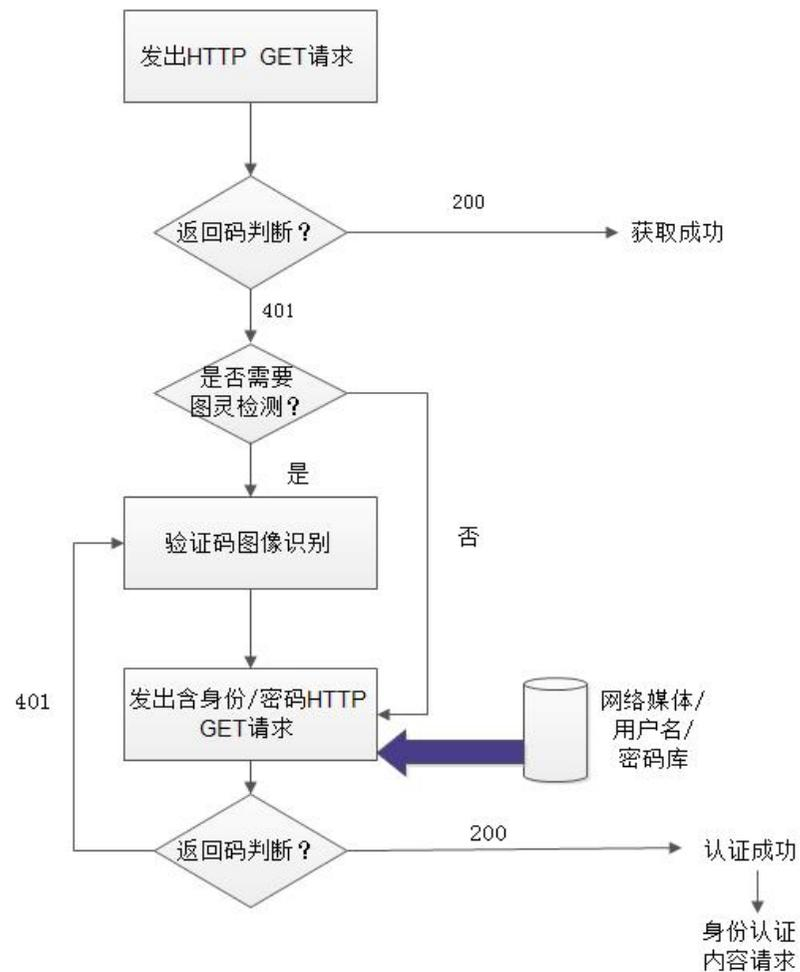 发出HTTP GET请求
返回码判断？
200
获取成功
401
是否需要
图灵检测？
是
验证码图像识别
否
发出含身份/密码HTTP
GET请求
网络媒体/
用户名/
密码库
401
返回码判断？
200
认证成功
身份认证
内容请求